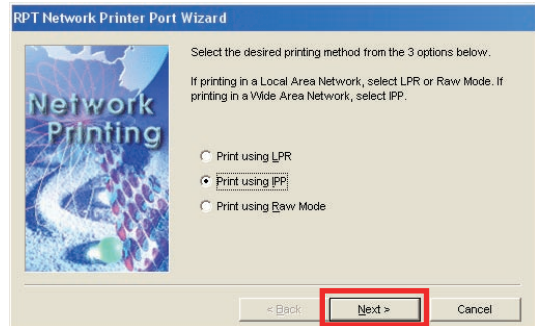 RPT Network Printer Port Wizard
Network
Printing
Select the desired printing method from the 3 options below.
If printing in a Local Area Network, select LPR or Raw Mode. If
printing in a Wide Area Network, select IPP.
Print using LPR
Print using IPP
Print using Raw Mode
< Back
Next >
Cancel